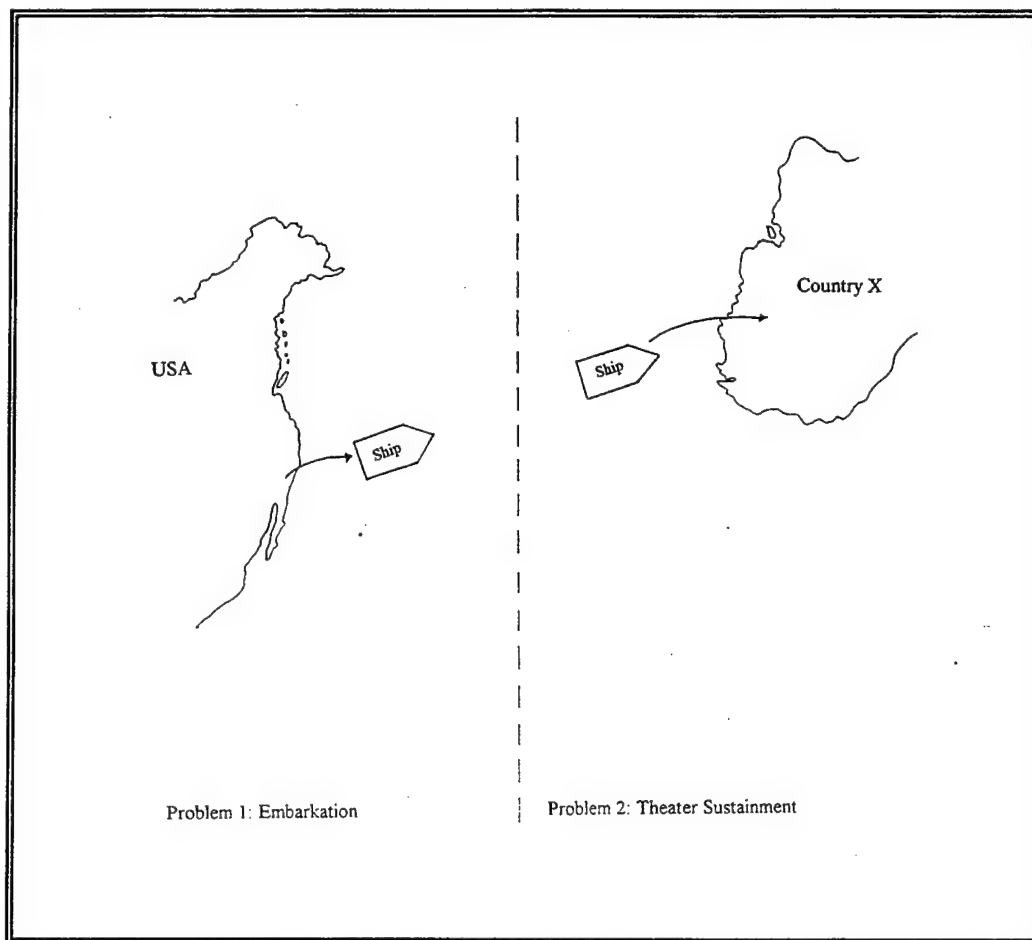 USA
Ship
Problem 1: Embarkation
Country X
Ship
Problem 2: Theater Sustainment